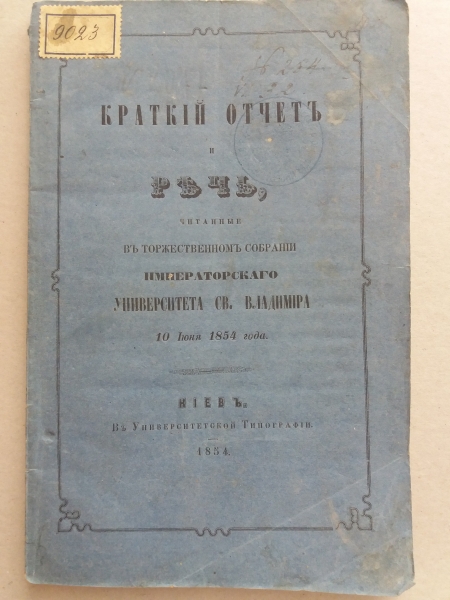 9023
КРАТКІЙ ОТЧЕТЪ
И
РѢЧЬ,
ЧИТАННЫЕ
ВЪ ТОРЖЕСТВЕННОМЪ СОБРАНІИ
ИМПЕРАТОРСКАГО
УНИВЕРСИТЕТА СВ. ВЛАДИМІРА
10 Іюня 1854 года.
КІЕВЪ.
Въ Университетской Типографіи.
1854.